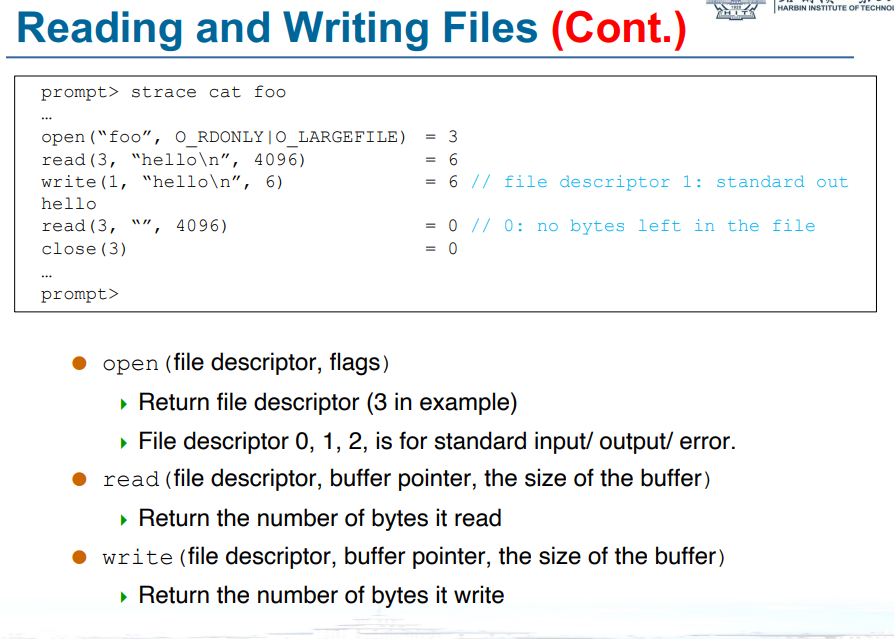 Reading and Writing Files (Cont.)
HARBIN INSTITUTE OF TECHNOL
HIT
prompt> strace cat foo
…
open(“foo”, O_RDONLY|O_LARGEFILE) = 3
read(3, “hello\n”, 4096) = 6
write(1, “hello\n”, 6) = 6 // file descriptor 1: standard out
hello
read(3, “”, 4096) = 0 // 0: no bytes left in the file
close(3) = 0
…
prompt>
open(file descriptor, flags)
Return file descriptor (3 in example)
File descriptor 0, 1, 2, is for standard input/ output/ error.
read(file descriptor, buffer pointer, the size of the buffer)
Return the number of bytes it read
write(file descriptor, buffer pointer, the size of the buffer)
Return the number of bytes it write